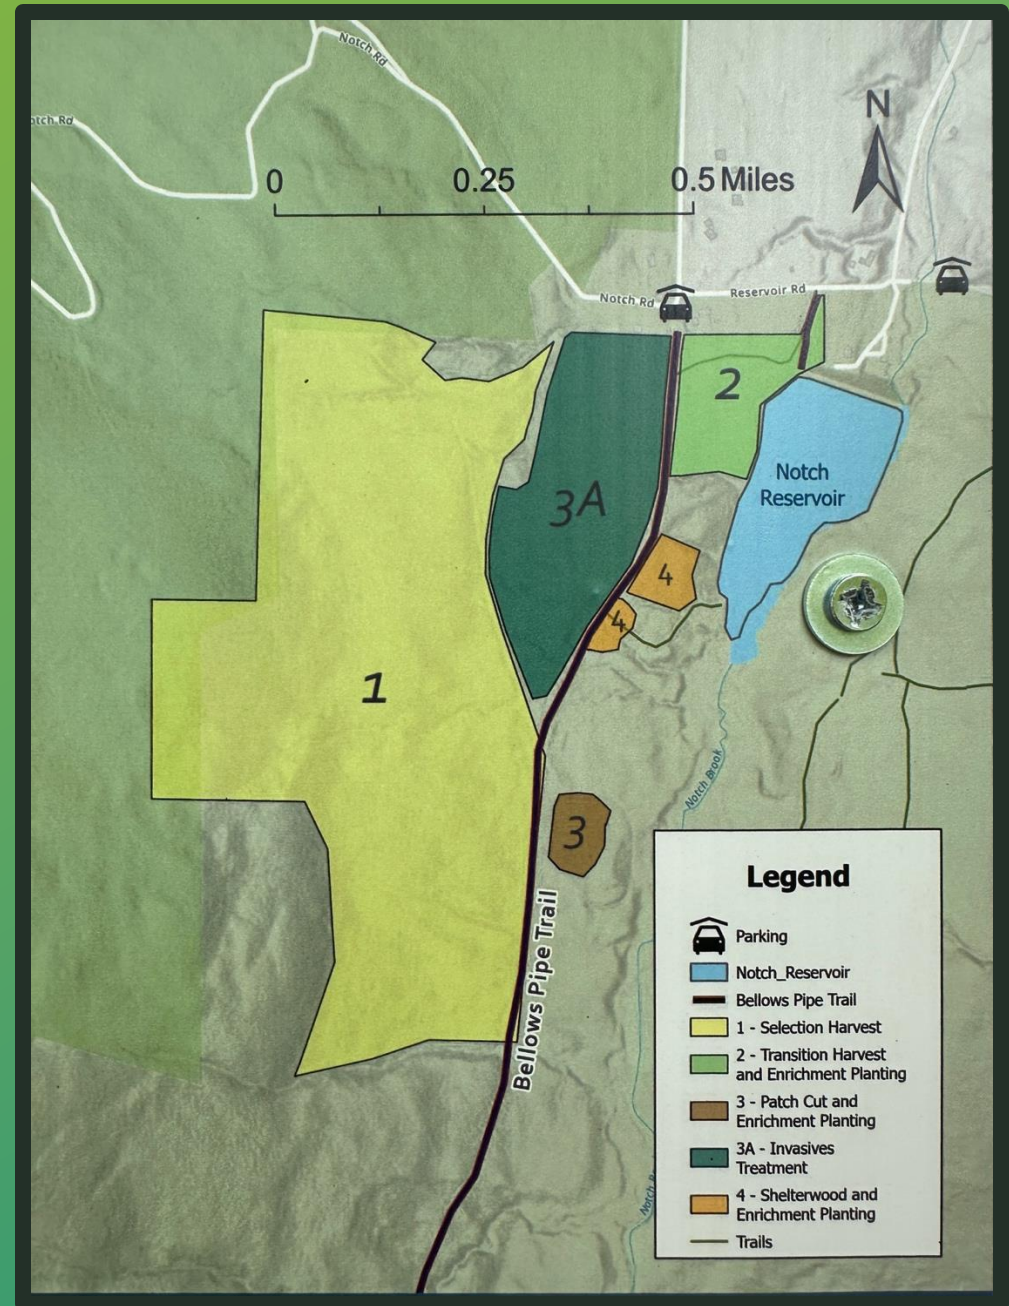 Notch Rd
otch Rd
N
0 0.25 0.5 Miles
Notch Rd
Reservoir Rd
2
Notch
Reservoir
3A
4
4
1
Notch Brook
3
Bellows Pipe Trail
Legend
Parking
Notch_Reservoir
Bellows Pipe Trail
1 - Selection Harvest
2 - Transition Harvest
and Enrichment Planting
3 - Patch Cut and
Enrichment Planting
3A - Invasives
Treatment
4 - Shelterwood and
Enrichment Planting
Trails
Notch